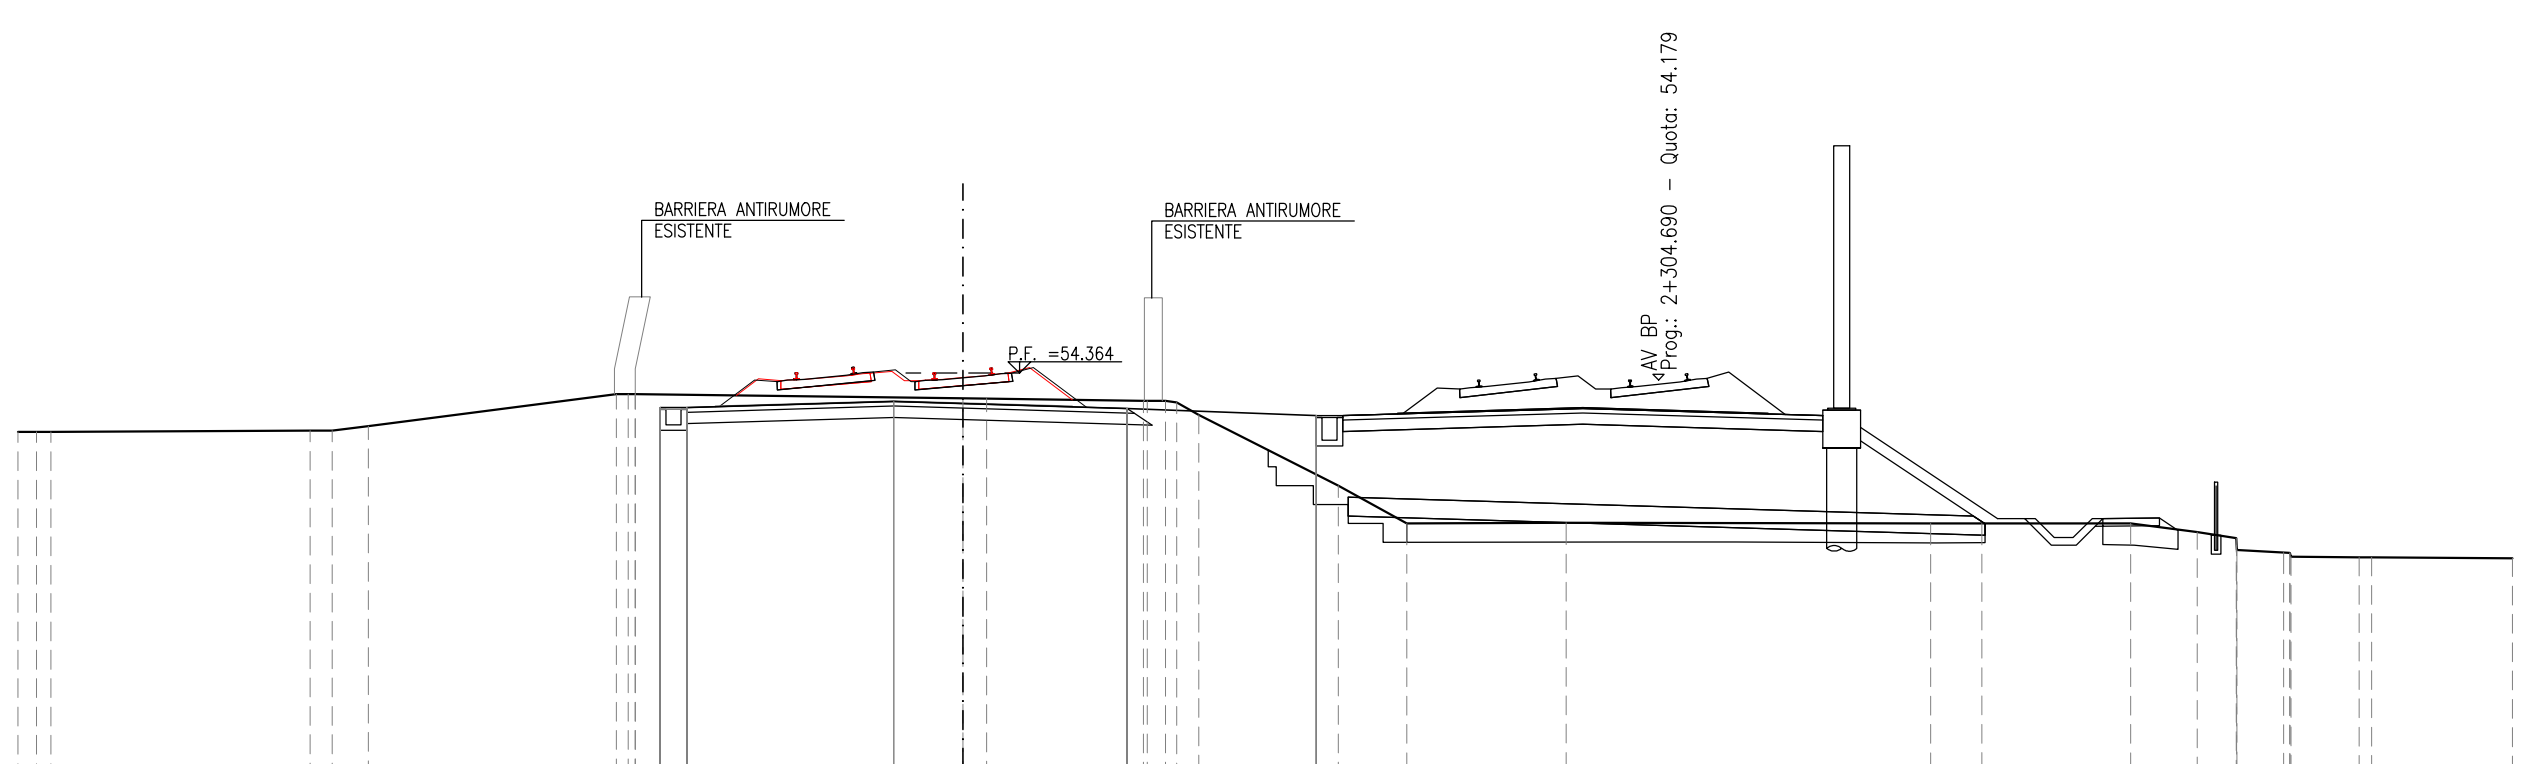 BARRIERA ANTIRUMORE
ESISTENTE
BARRIERA ANTIRUMORE
ESISTENTE
P.F. =54.364
AV BP
Prog.: 2+304.690 - Quota: 54.179